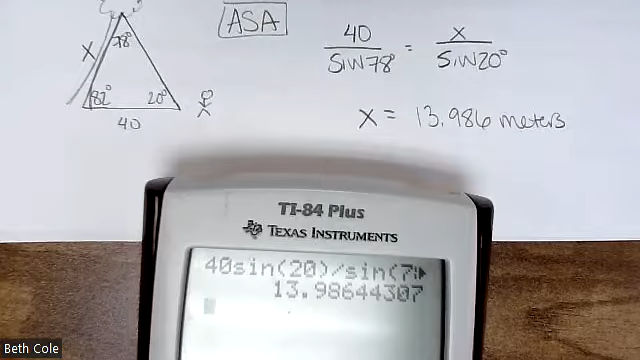 ASA
X
78°
82°
20°
40
40 / SIN 78° = X / SIN 20°
X = 13.986 meters
TI-84 Plus
TEXAS INSTRUMENTS
40sin(20)/sin(7
13.98644307
Beth Cole